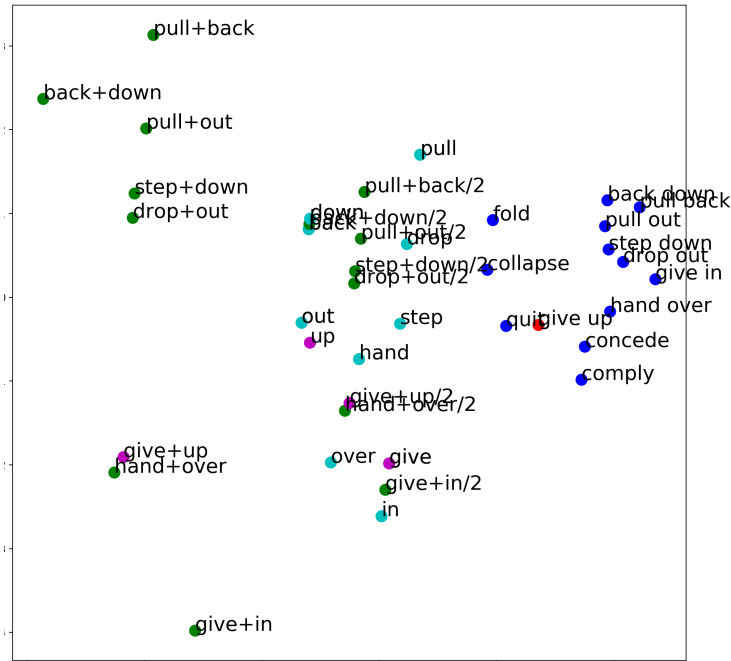 pull+back
back+down
pull+out
pull
step+down
pull+back/2
back down
pull back
drop+out
down
back+down/2
back
fold
pull out
pull+out/2
drop
step down
drop out
step+down/2
collapse
drop+out/2
give in
hand over
out
step
quit
give up
up
hand
concede
comply
give+up/2
hand+over/2
give+up
hand+over
over
give
give+in/2
in
give+in